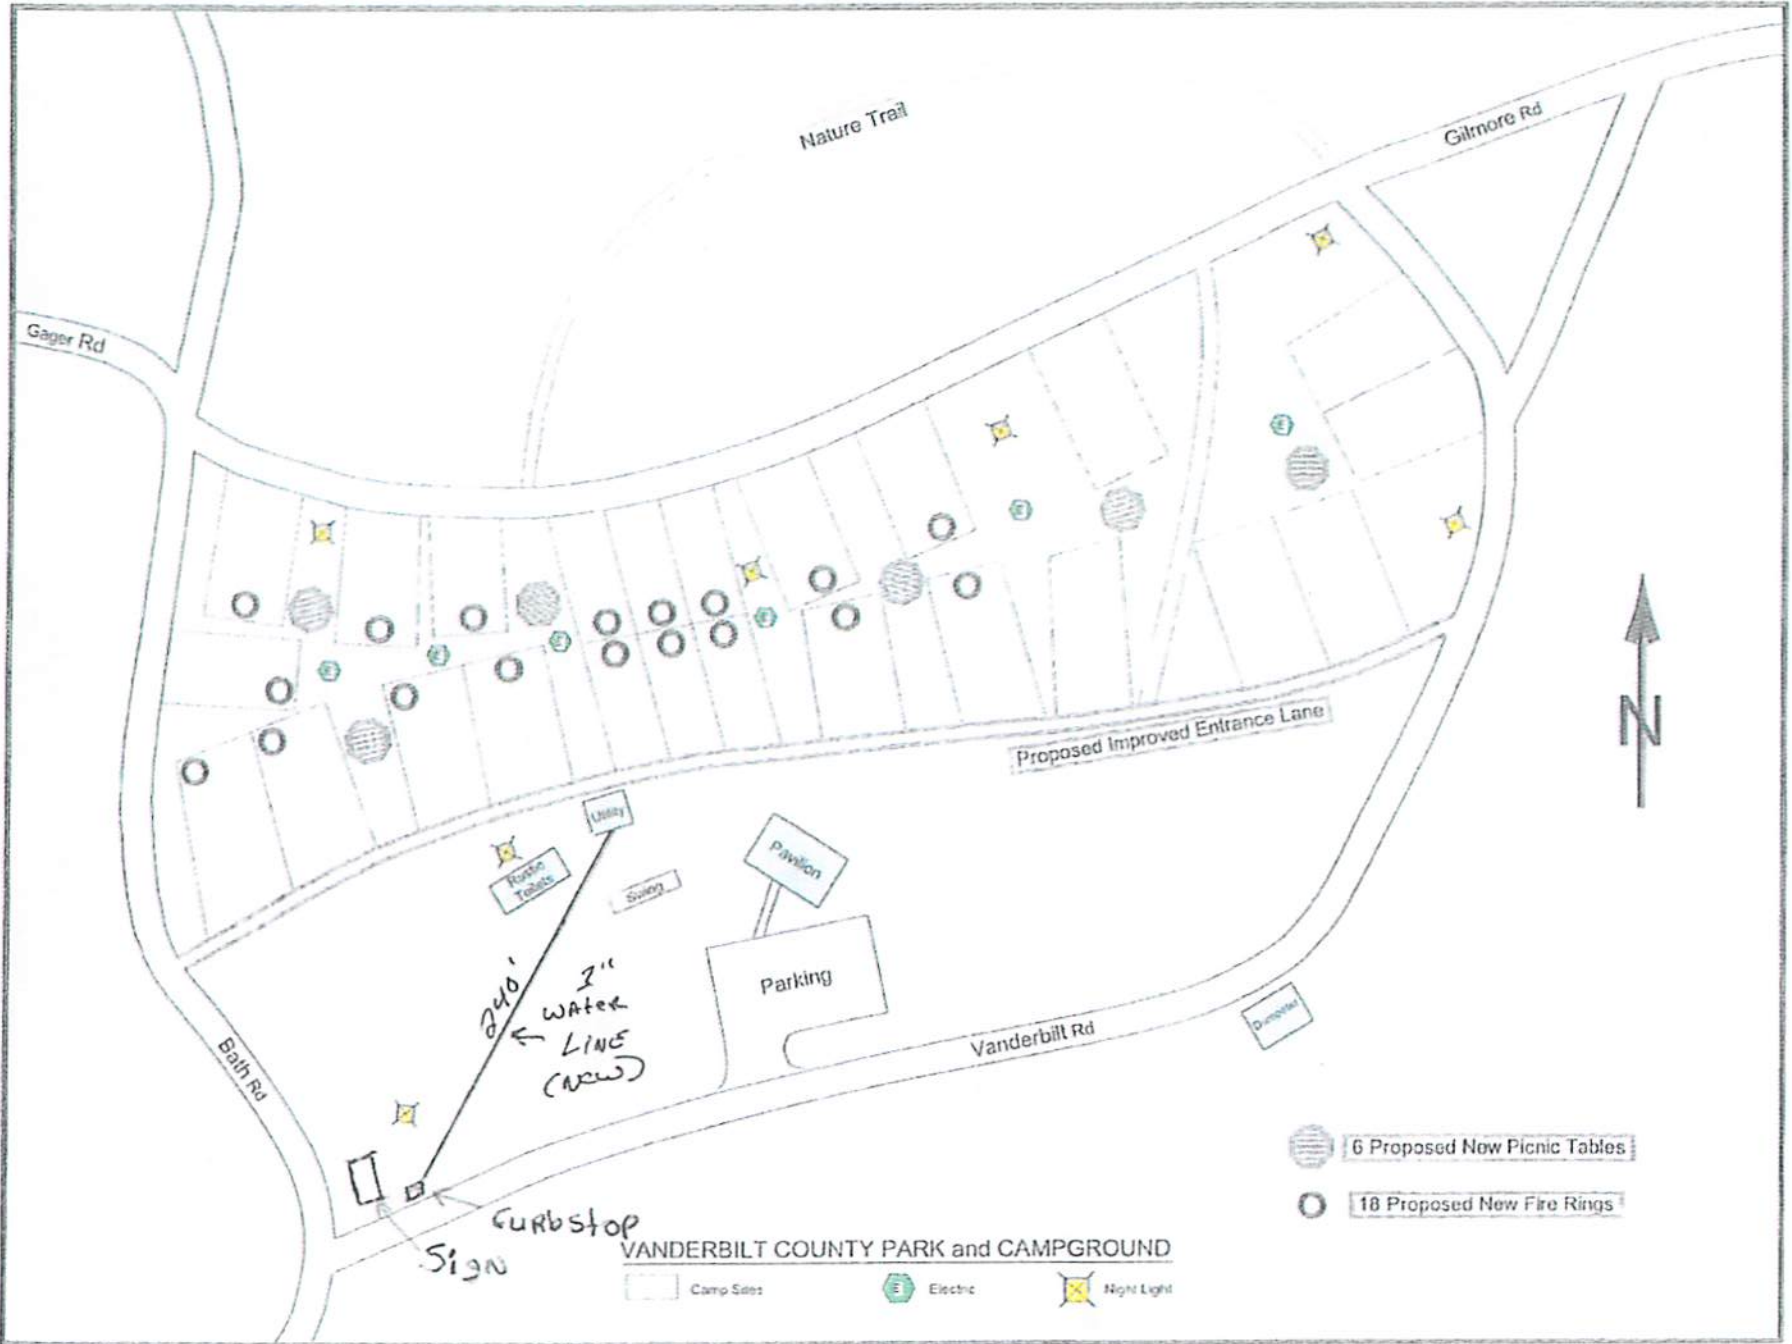 Nature Trail
Gilmore Rd
Gager Rd
E
E
E
E
E
E
Proposed Improved Entrance Lane
N
Utility
Rustic
Toilets
Swing
Pavilion
Parking
240'
1"
WATER
LINE
(NEW)
Bath Rd
Vanderbilt Rd
Dumpster
Curbstop
Sign
6 Proposed New Picnic Tables
18 Proposed New Fire Rings
VANDERBILT COUNTY PARK and CAMPGROUND
Camp Sites
E
Electric
Night Light